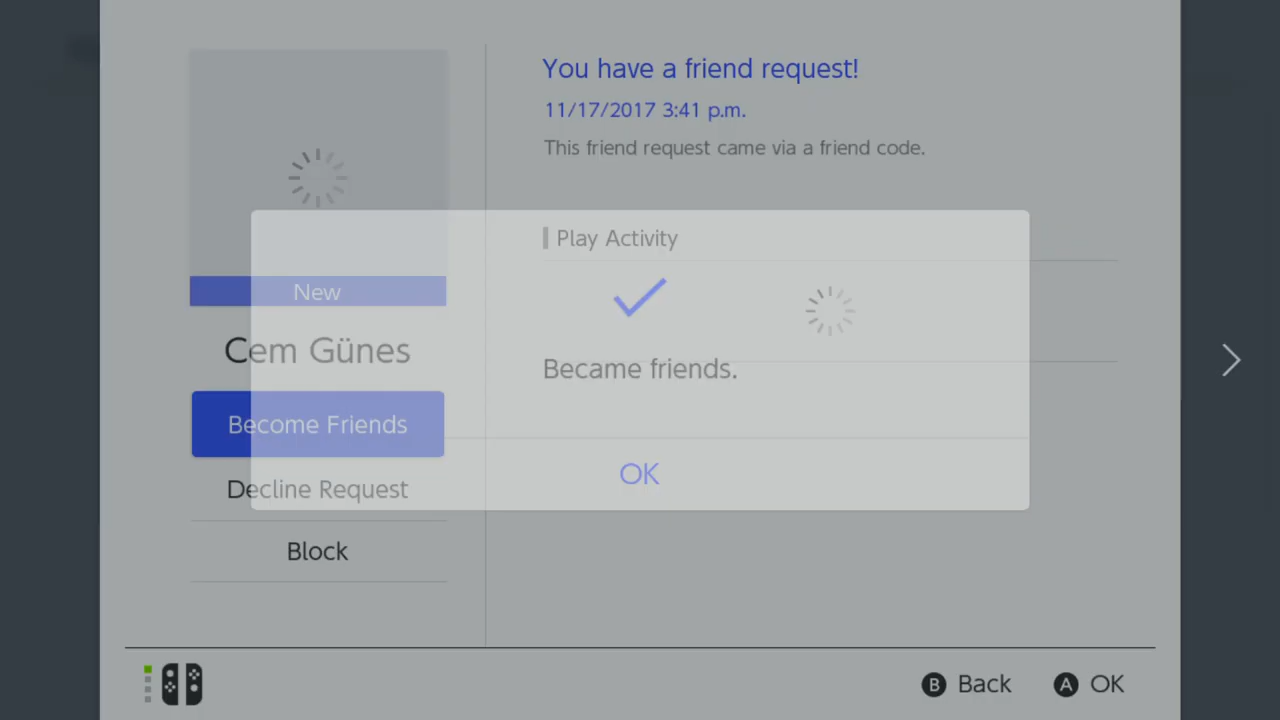 You have a friend request!
11/17/2017 3:41 p.m.
This friend request came via a friend code.
Play Activity
New
Cem Günes
Become Friends
Decline Request
Block
Became friends.
OK
B Back
A OK